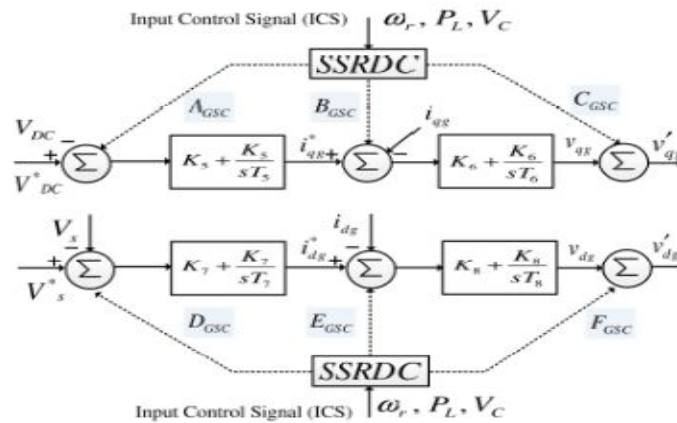 Input Control Signal (ICS) ω_r, P_L, V_C
SSRDC
A_GSC B_GSC C_GSC
V_DC − i_qg
K_5 + K_5/sT_5 i*_qg + − K_6 + K_6/sT_6 v_qg v'_qg
+ Σ Σ Σ
V*_DC
V_s i_dg
− −
+ Σ K_7 + K_7/sT_7 i*_dg + Σ K_8 + K_8/sT_8 v_dg Σ v'_dg
V*_s
D_GSC E_GSC F_GSC
SSRDC
Input Control Signal (ICS) ω_r, P_L, V_C